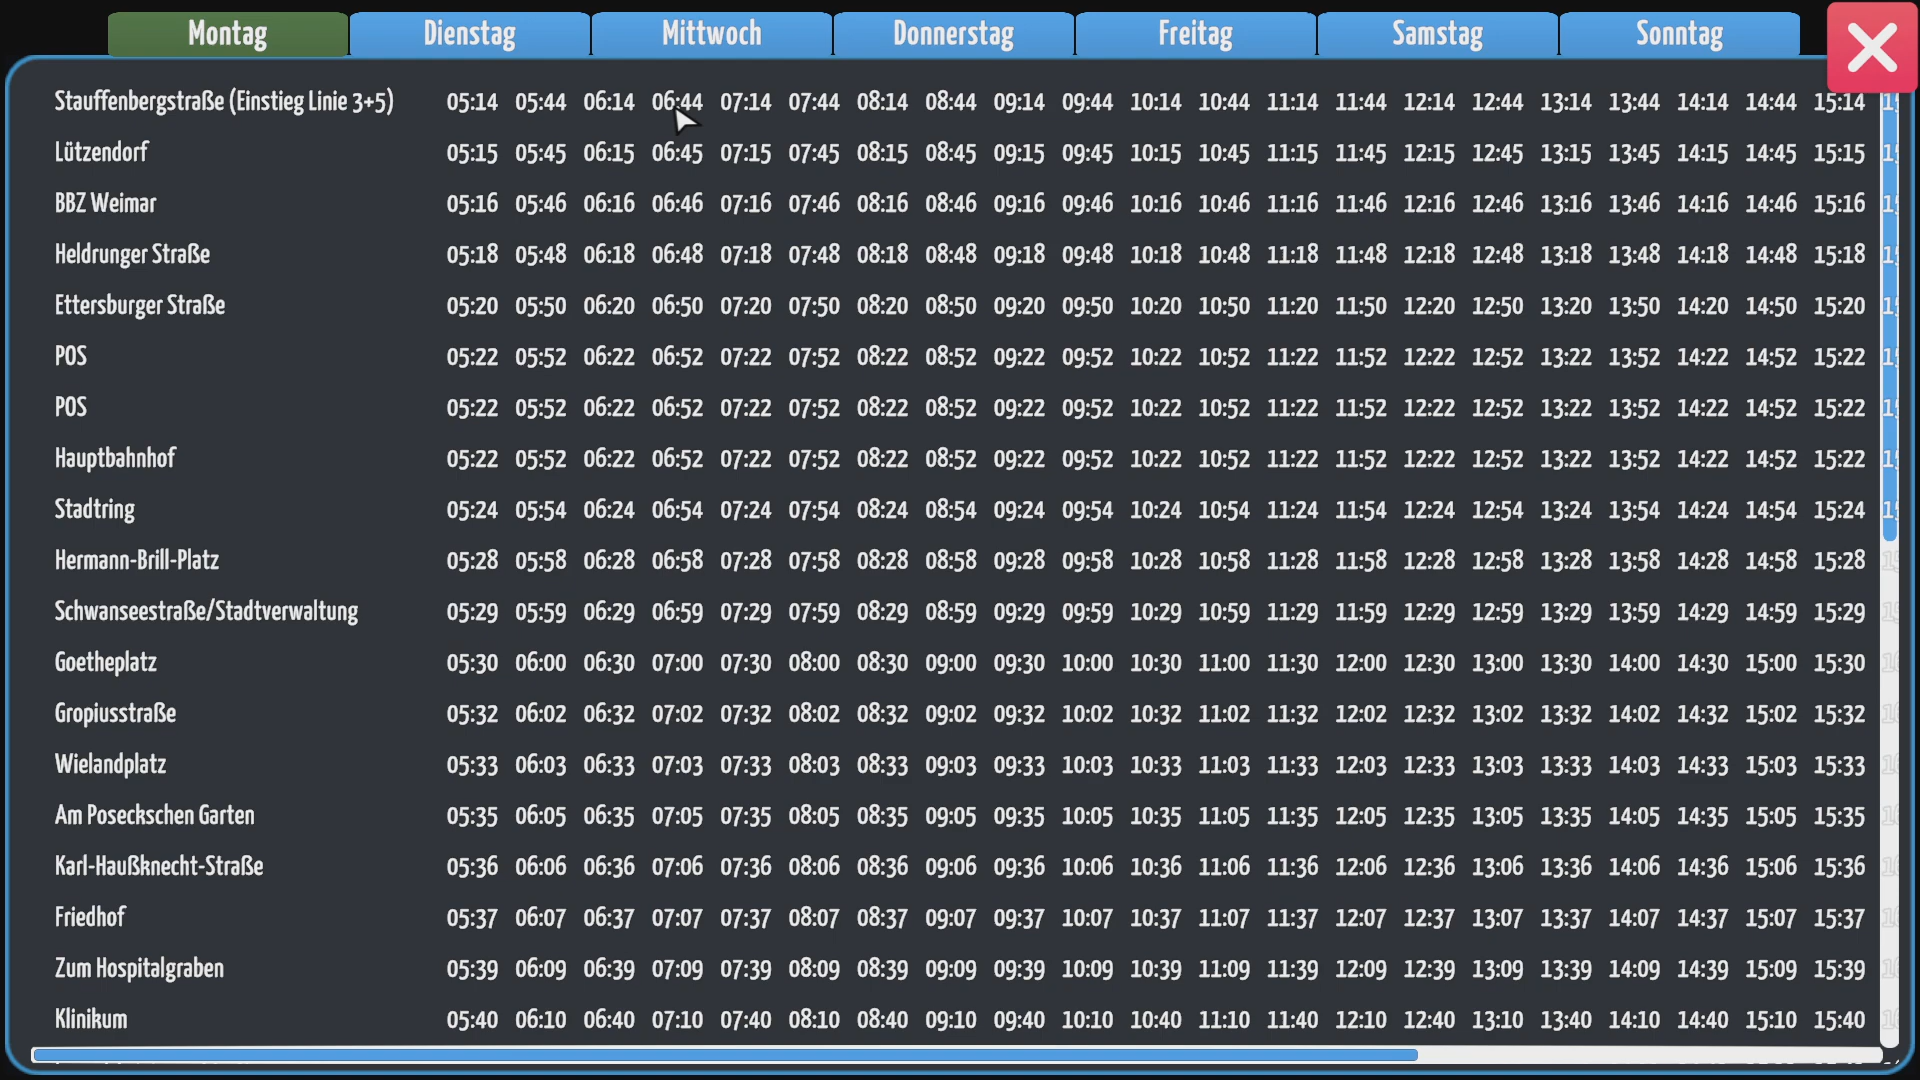 Montag Dienstag Mittwoch Donnerstag Freitag Samstag Sonntag
Stauffenbergstraße (Einstieg Linie 3+5) 05:14 05:44 06:14 06:44 07:14 07:44 08:14 08:44 09:14 09:44 10:14 10:44 11:14 11:44 12:14 12:44 13:14 13:44 14:14 14:44 15:14
Lützendorf 05:15 05:45 06:15 06:45 07:15 07:45 08:15 08:45 09:15 09:45 10:15 10:45 11:15 11:45 12:15 12:45 13:15 13:45 14:15 14:45 15:15
BBZ Weimar 05:16 05:46 06:16 06:46 07:16 07:46 08:16 08:46 09:16 09:46 10:16 10:46 11:16 11:46 12:16 12:46 13:16 13:46 14:16 14:46 15:16
Heldrunger Straße 05:18 05:48 06:18 06:48 07:18 07:48 08:18 08:48 09:18 09:48 10:18 10:48 11:18 11:48 12:18 12:48 13:18 13:48 14:18 14:48 15:18
Ettersburger Straße 05:20 05:50 06:20 06:50 07:20 07:50 08:20 08:50 09:20 09:50 10:20 10:50 11:20 11:50 12:20 12:50 13:20 13:50 14:20 14:50 15:20
POS 05:22 05:52 06:22 06:52 07:22 07:52 08:22 08:52 09:22 09:52 10:22 10:52 11:22 11:52 12:22 12:52 13:22 13:52 14:22 14:52 15:22
POS 05:22 05:52 06:22 06:52 07:22 07:52 08:22 08:52 09:22 09:52 10:22 10:52 11:22 11:52 12:22 12:52 13:22 13:52 14:22 14:52 15:22
Hauptbahnhof 05:22 05:52 06:22 06:52 07:22 07:52 08:22 08:52 09:22 09:52 10:22 10:52 11:22 11:52 12:22 12:52 13:22 13:52 14:22 14:52 15:22
Stadtring 05:24 05:54 06:24 06:54 07:24 07:54 08:24 08:54 09:24 09:54 10:24 10:54 11:24 11:54 12:24 12:54 13:24 13:54 14:24 14:54 15:24
Hermann-Brill-Platz 05:28 05:58 06:28 06:58 07:28 07:58 08:28 08:58 09:28 09:58 10:28 10:58 11:28 11:58 12:28 12:58 13:28 13:58 14:28 14:58 15:28
Schwanseestraße/Stadtverwaltung 05:29 05:59 06:29 06:59 07:29 07:59 08:29 08:59 09:29 09:59 10:29 10:59 11:29 11:59 12:29 12:59 13:29 13:59 14:29 14:59 15:29
Goetheplatz 05:30 06:00 06:30 07:00 07:30 08:00 08:30 09:00 09:30 10:00 10:30 11:00 11:30 12:00 12:30 13:00 13:30 14:00 14:30 15:00 15:30
Gropiusstraße 05:32 06:02 06:32 07:02 07:32 08:02 08:32 09:02 09:32 10:02 10:32 11:02 11:32 12:02 12:32 13:02 13:32 14:02 14:32 15:02 15:32
Wielandplatz 05:33 06:03 06:33 07:03 07:33 08:03 08:33 09:03 09:33 10:03 10:33 11:03 11:33 12:03 12:33 13:03 13:33 14:03 14:33 15:03 15:33
Am Poseckschen Garten 05:35 06:05 06:35 07:05 07:35 08:05 08:35 09:05 09:35 10:05 10:35 11:05 11:35 12:05 12:35 13:05 13:35 14:05 14:35 15:05 15:35
Karl-Haußknecht-Straße 05:36 06:06 06:36 07:06 07:36 08:06 08:36 09:06 09:36 10:06 10:36 11:06 11:36 12:06 12:36 13:06 13:36 14:06 14:36 15:06 15:36
Friedhof 05:37 06:07 06:37 07:07 07:37 08:07 08:37 09:07 09:37 10:07 10:37 11:07 11:37 12:07 12:37 13:07 13:37 14:07 14:37 15:07 15:37
Zum Hospitalgraben 05:39 06:09 06:39 07:09 07:39 08:09 08:39 09:09 09:39 10:09 10:39 11:09 11:39 12:09 12:39 13:09 13:39 14:09 14:39 15:09 15:39
Klinikum 05:40 06:10 06:40 07:10 07:40 08:10 08:40 09:10 09:40 10:10 10:40 11:10 11:40 12:10 12:40 13:10 13:40 14:10 14:40 15:10 15:40